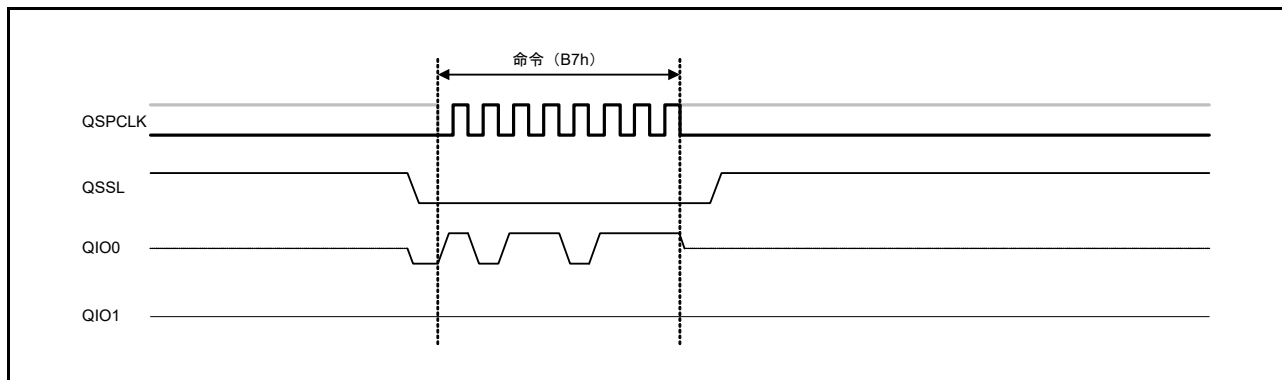 命令（B7h）
QSPCLK
QSSL
QIO0
QIO1